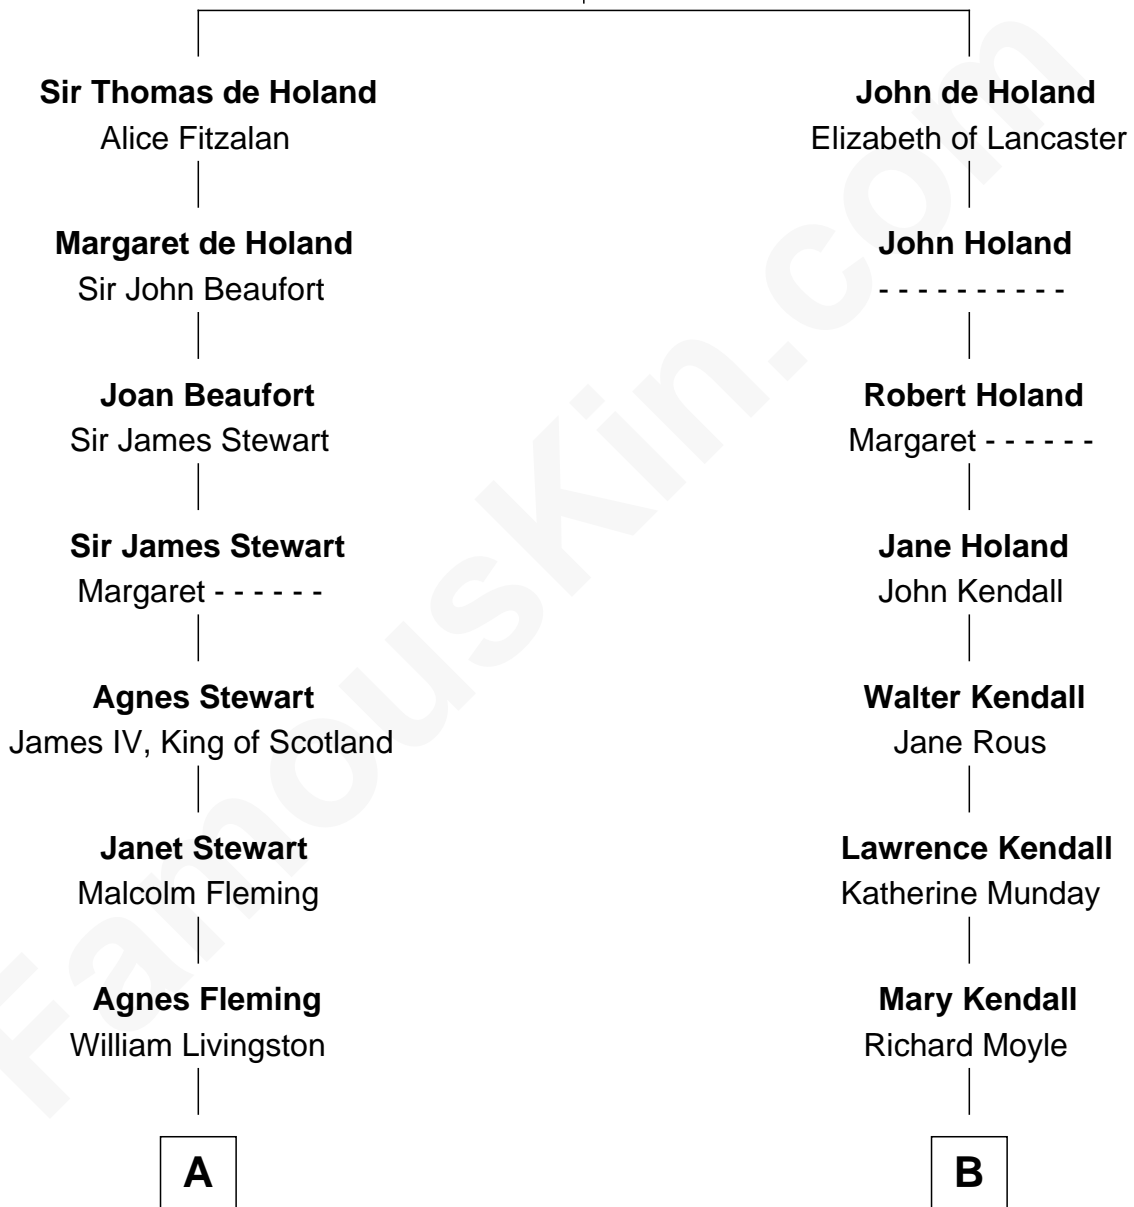 Sir Thomas de Holand
Alice Fitzalan
Margaret de Holand
Sir John Beaufort
Joan Beaufort
Sir James Stewart
Sir James Stewart
Margaret - - - - - -
Agnes Stewart
James IV, King of Scotland
Janet Stewart
Malcolm Fleming
Agnes Fleming
William Livingston
A
John de Holand
Elizabeth of Lancaster
John Holand
- - - - - - - - - -
Robert Holand
Margaret - - - - - -
Jane Holand
John Kendall
Walter Kendall
Jane Rous
Lawrence Kendall
Katherine Munday
Mary Kendall
Richard Moyle
B
FamousKin.com